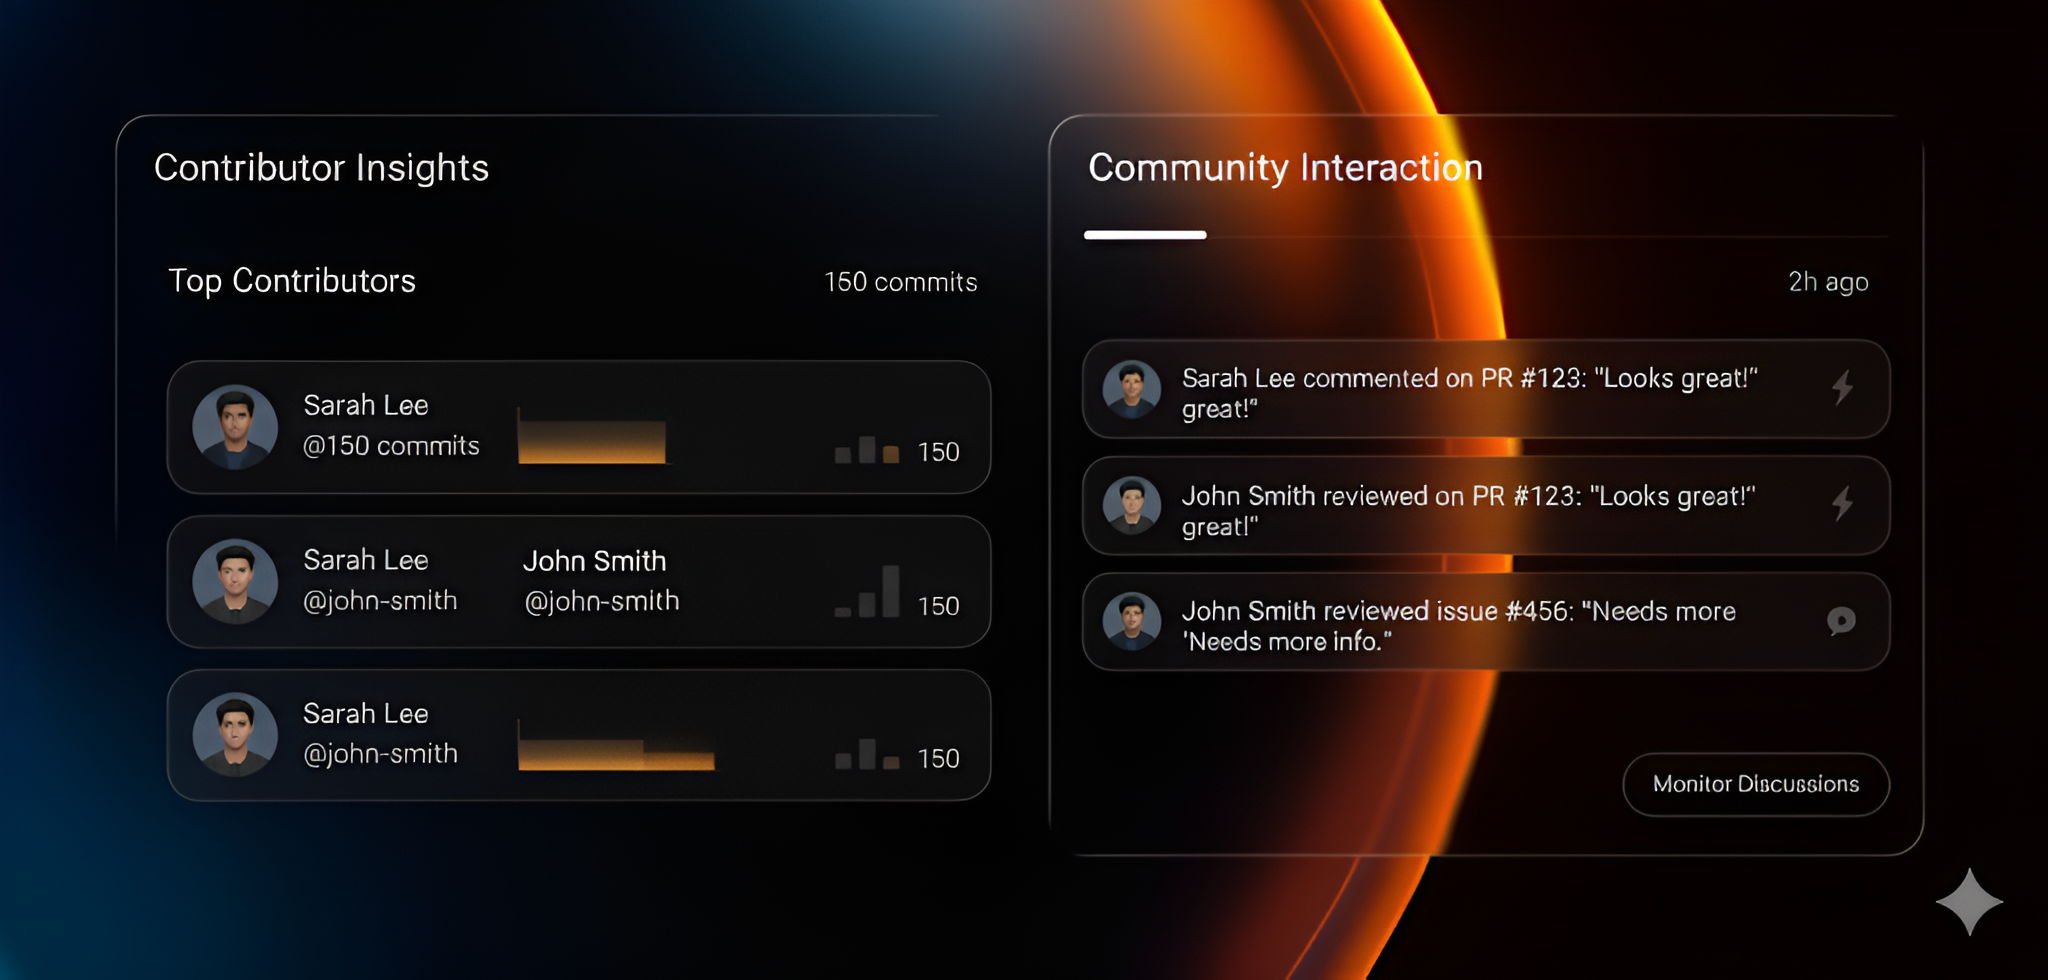 Contributor Insights
Top Contributors
150 commits
Sarah Lee
@150 commits
150
Sarah Lee
@john-smith
John Smith
@john-smith
150
Sarah Lee
@john-smith
150
Community Interaction
2h ago
Sarah Lee commented on PR #123: "Looks great!"
great!"
John Smith reviewed on PR #123: "Looks great!"
great!"
John Smith reviewed issue #456: "Needs more
'Needs more info."
Monitor Discussions